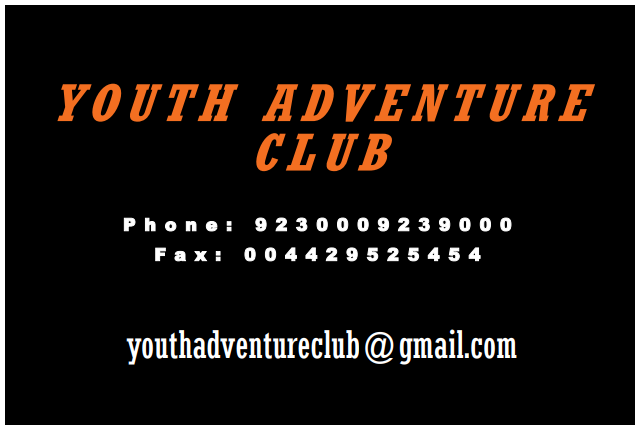 YOUTH ADVENTURE
CLUB
Phone: 9230009239000
Fax: 004429525454
youthadventureclub@gmail.com